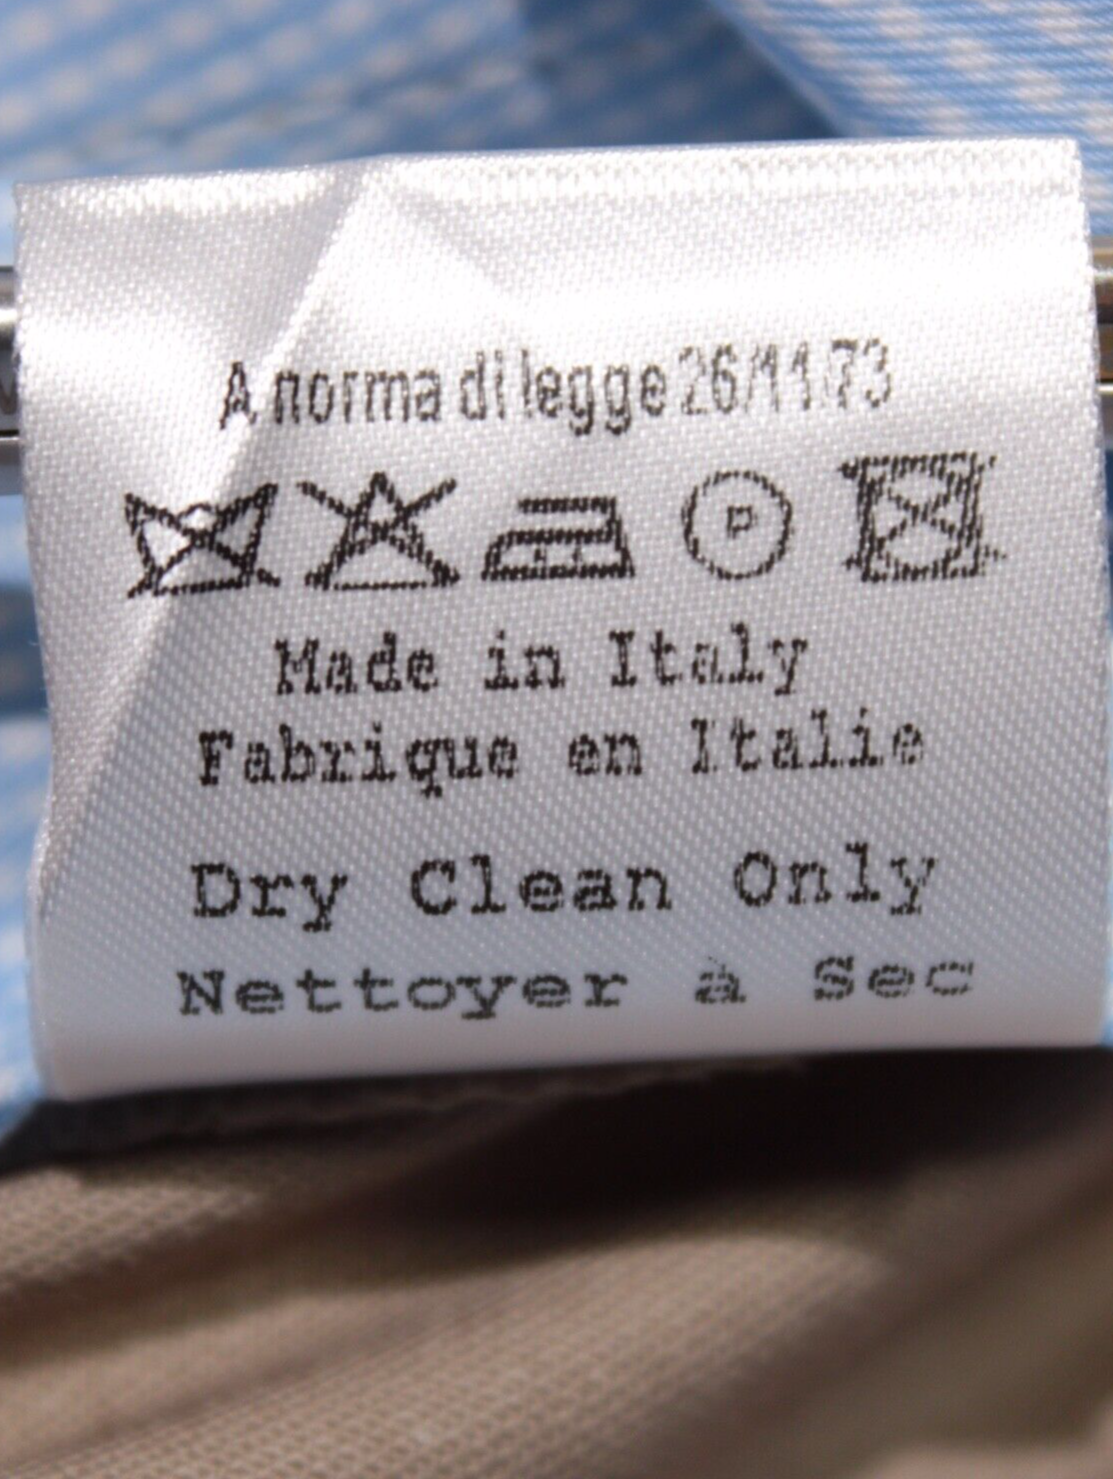 A norma di legge 26/11/73
P
Made in Italy
Fabrique en Italie
Dry Clean Only
Nettoyer à Sec